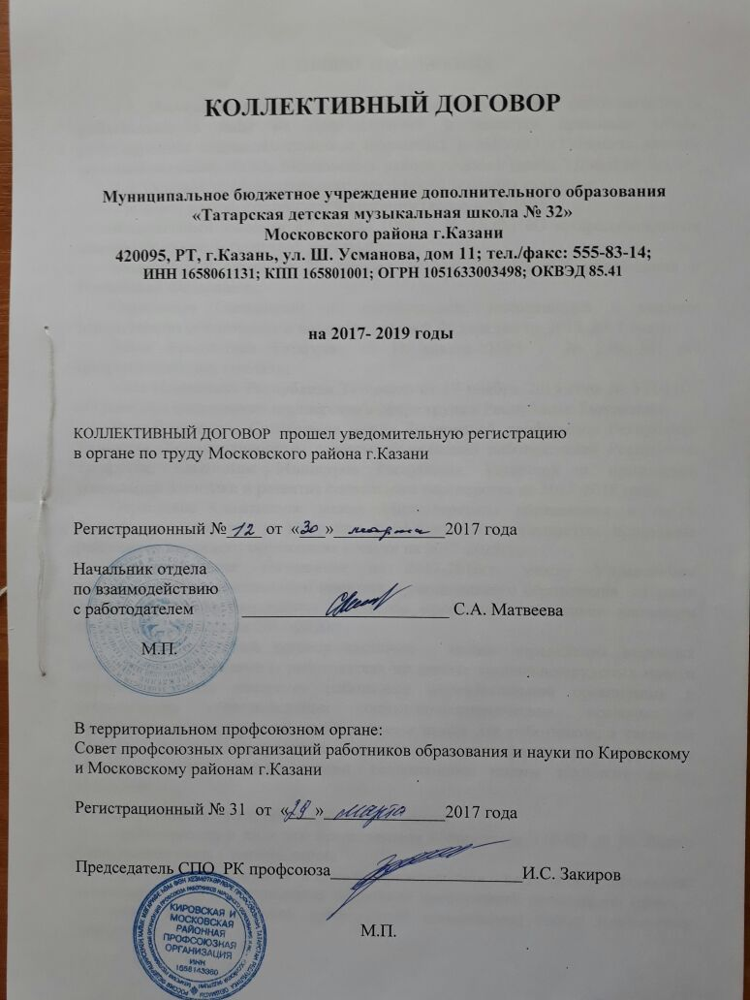 КОЛЛЕКТИВНЫЙ ДОГОВОР
Муниципальное бюджетное учреждение дополнительного образования
«Татарская детская музыкальная школа № 32»
Московского района г.Казани
420095, РТ, г.Казань, ул. Ш. Усманова, дом 11; тел./факс: 555-83-14;
ИНН 1658061131; КПП 165801001; ОГРН 1051633003498; ОКВЭД 85.41
на 2017- 2019 годы
КОЛЛЕКТИВНЫЙ ДОГОВОР прошел уведомительную регистрацию
в органе по труду Московского района г.Казани
Регистрационный № 12 от «30» марта 2017 года
Начальник отдела
по взаимодействию
с работодателем С.А. Матвеева
М.П.
В территориальном профсоюзном органе:
Совет профсоюзных организаций работников образования и науки по Кировскому
и Московскому районам г.Казани
Регистрационный № 31 от «29» марта 2017 года
Председатель СПО РК профсоюза И.С. Закиров
М.П.
КИРОВСКАЯ И
МОСКОВСКАЯ
РАЙОННАЯ
ПРОФСОЮЗНАЯ
ОРГАНИЗАЦИЯ
ИНН
1658143360